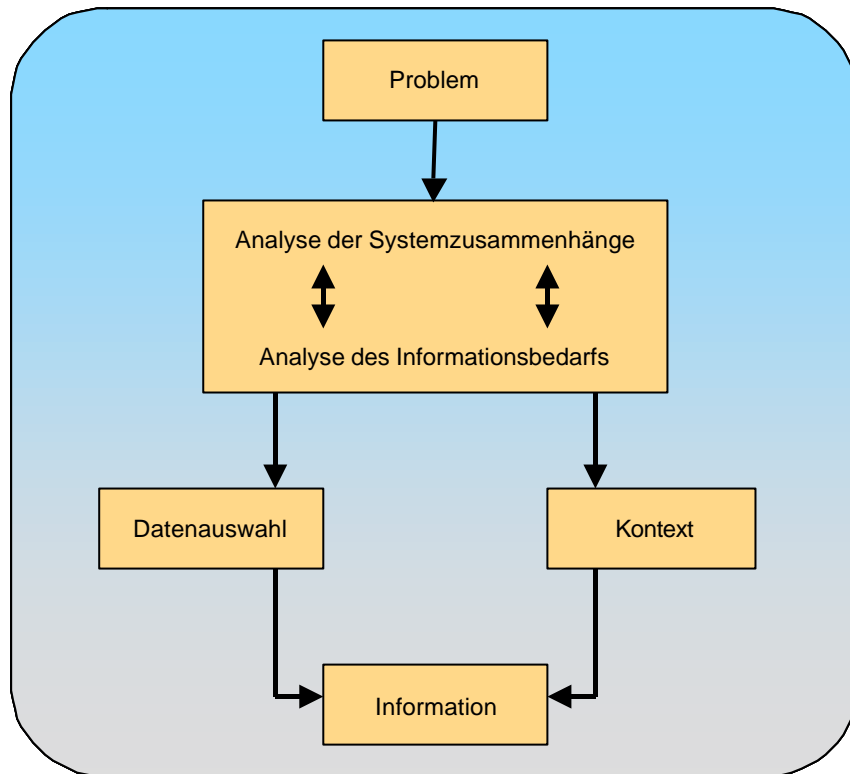 Problem
Analyse der Systemzusammenhänge
Analyse des Informationsbedarfs
Datenauswahl
Kontext
Information